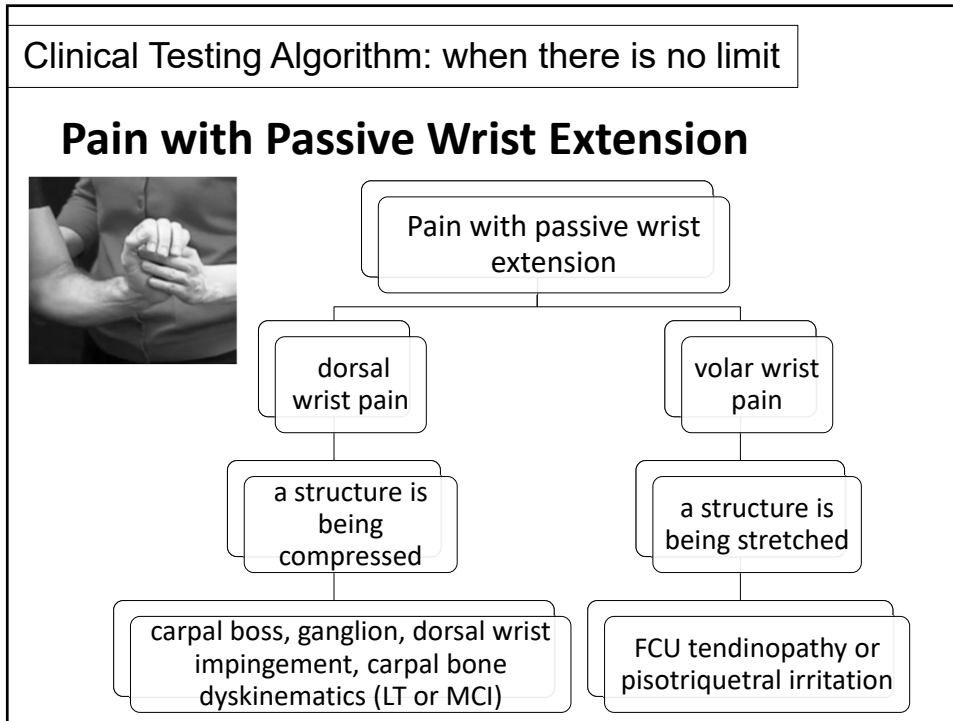 Clinical Testing Algorithm: when there is no limit
Pain with Passive Wrist Extension
Pain with passive wrist
extension
dorsal
wrist pain
volar wrist
pain
a structure is
being
compressed
a structure is
being stretched
carpal boss, ganglion, dorsal wrist
impingement, carpal bone
dyskinematics (LT or MCI)
FCU tendinopathy or
pisotriquetral irritation